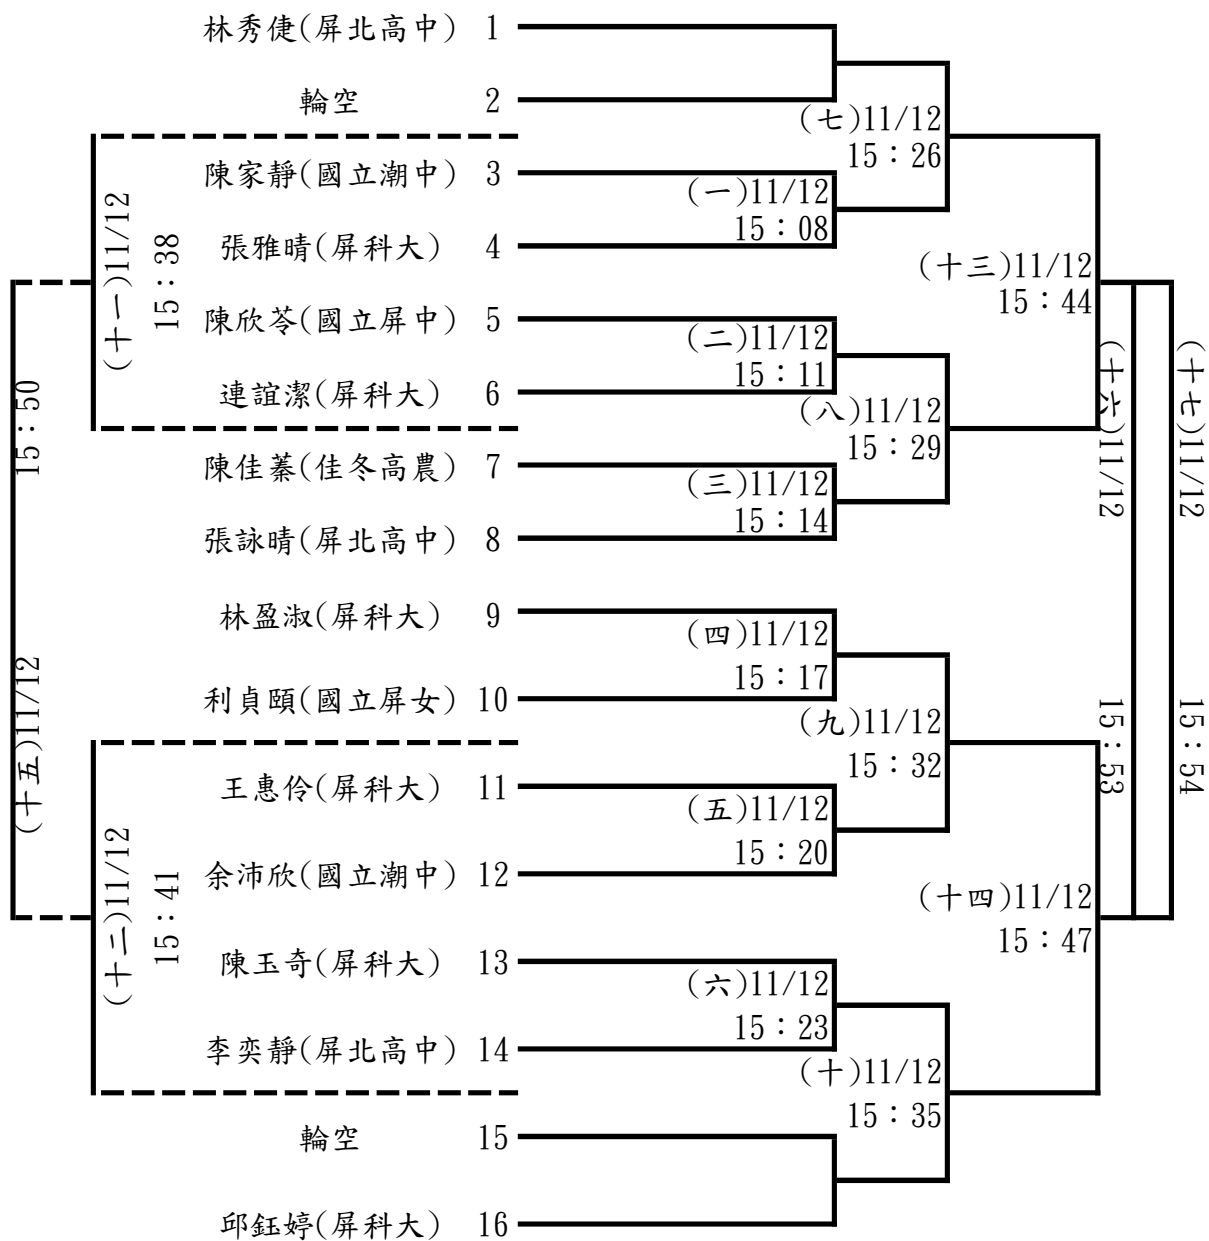 林秀倢(屏北高中) 1
輪空 2
(七)11/12
15：26
陳家靜(國立潮中) 3
(一)11/12
15：08
張雅晴(屏科大) 4
(十一)11/12
15：38
(十三)11/12
15：44
陳欣苓(國立屏中) 5
(二)11/12
15：11
連誼潔(屏科大) 6
(八)11/12
15：29
陳佳蓁(佳冬高農) 7
(三)11/12
15：14
張詠晴(屏北高中) 8
(十五)11/12
15：50
(十六)11/12
15：53
(十七)11/12
15：54
林盈淑(屏科大) 9
(四)11/12
15：17
利貞頤(國立屏女) 10
(九)11/12
15：32
王惠伶(屏科大) 11
(五)11/12
15：20
余沛欣(國立潮中) 12
(十二)11/12
15：41
(十四)11/12
15：47
陳玉奇(屏科大) 13
(六)11/12
15：23
李奕靜(屏北高中) 14
(十)11/12
15：35
輪空 15
邱鈺婷(屏科大) 16